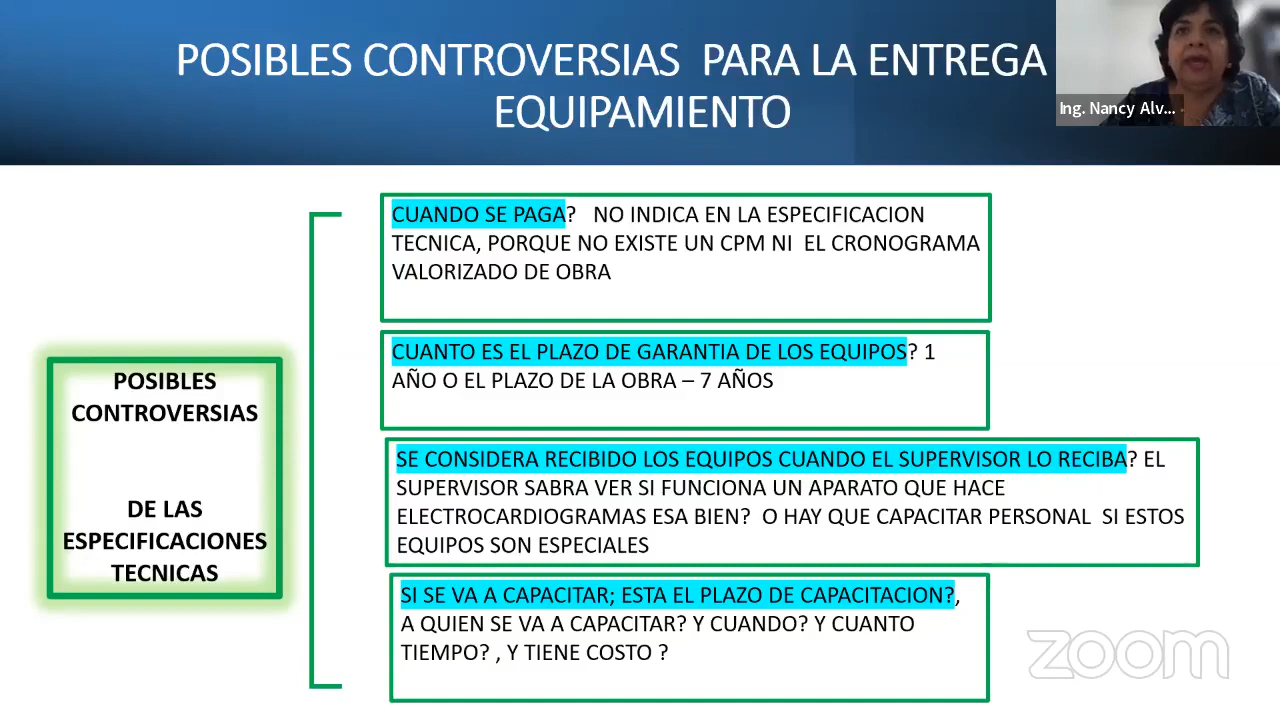 POSIBLES CONTROVERSIAS PARA LA ENTREGA
EQUIPAMIENTO
Ing. Nancy Alv...
CUANDO SE PAGA? NO INDICA EN LA ESPECIFICACION
TECNICA, PORQUE NO EXISTE UN CPM NI EL CRONOGRAMA
VALORIZADO DE OBRA
CUANTO ES EL PLAZO DE GARANTIA DE LOS EQUIPOS? 1
AÑO O EL PLAZO DE LA OBRA – 7 AÑOS
POSIBLES
CONTROVERSIAS
DE LAS
ESPECIFICACIONES
TECNICAS
SE CONSIDERA RECIBIDO LOS EQUIPOS CUANDO EL SUPERVISOR LO RECIBA? EL
SUPERVISOR SABRA VER SI FUNCIONA UN APARATO QUE HACE
ELECTROCARDIOGRAMAS ESA BIEN? O HAY QUE CAPACITAR PERSONAL SI ESTOS
EQUIPOS SON ESPECIALES
SI SE VA A CAPACITAR; ESTA EL PLAZO DE CAPACITACION?,
A QUIEN SE VA A CAPACITAR? Y CUANDO? Y CUANTO
TIEMPO? , Y TIENE COSTO ?
zoom